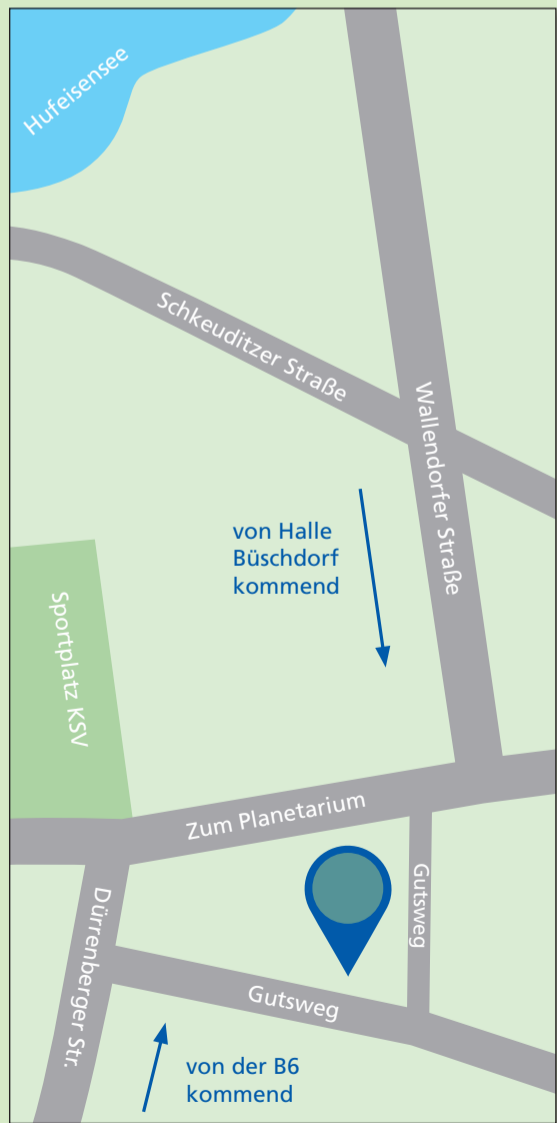 Hufeisensee
Schkeuditzer Straße
Wallendorfer Straße
von Halle
Büschdorf
kommend
Sportplatz KSV
Zum Planetarium
Gutsweg
Dürrenberger Str.
Gutsweg
von der B6
kommend